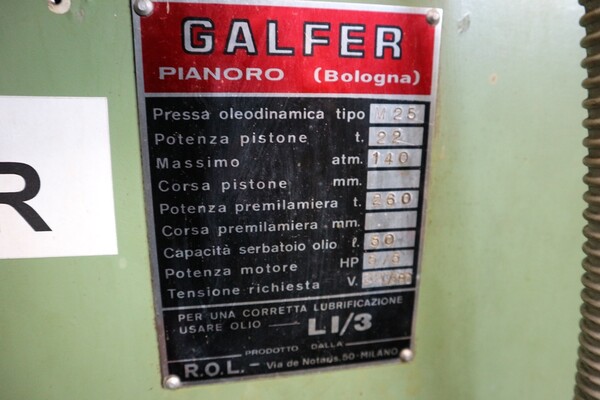 GALFER
PIANORO (Bologna)
Pressa oleodinamica tipo M 25
Potenza pistone t. 22
Massimo atm. 140
Corsa pistone mm.
Potenza premilamiera t. 260
Corsa premilamiera mm.
Capacità serbatoio olio ℓ. 50
Potenza motore HP
Tensione richiesta V.
PER UNA CORRETTA LUBRIFICAZIONE
USARE OLIO — LI/3
PRODOTTO DALLA
R.O.L. - Via de Notaris, 50 - MILANO
R